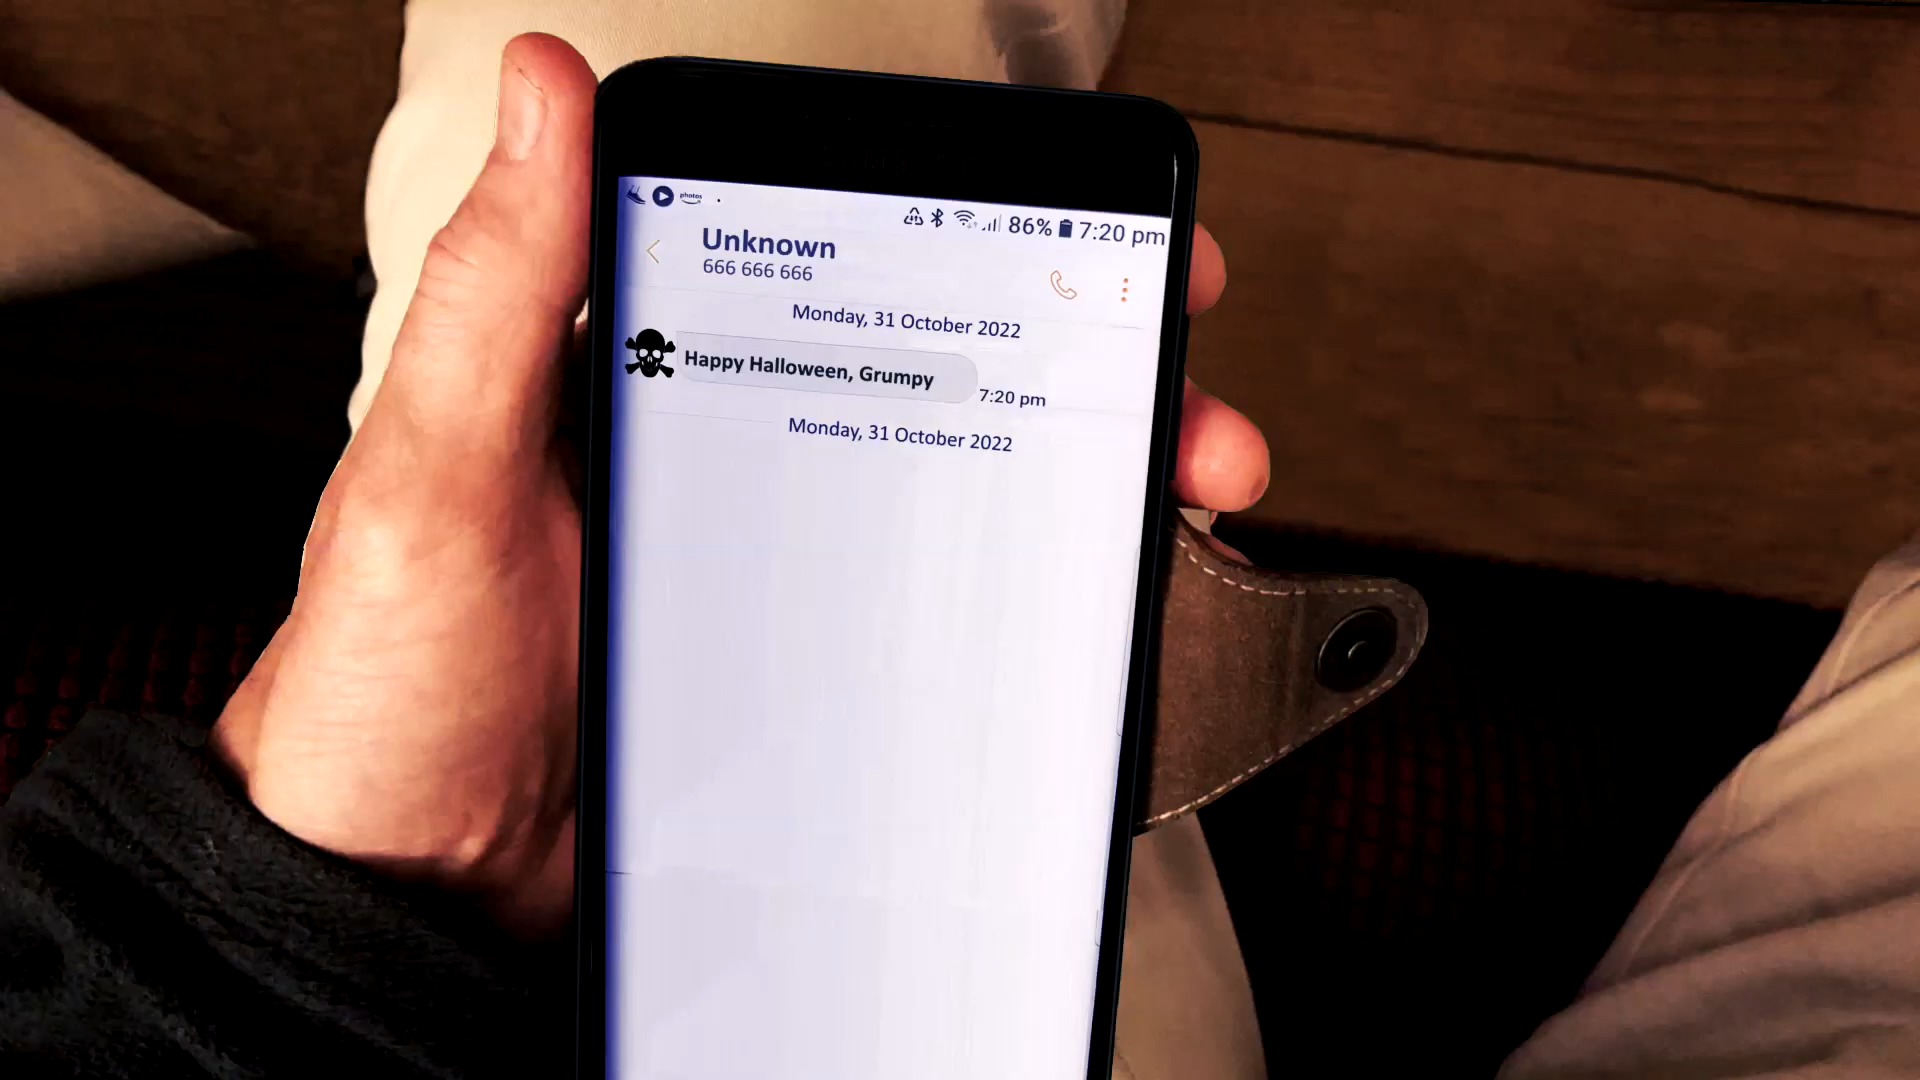 photos
86% 7:20 pm
Unknown
666 666 666
Monday, 31 October 2022
Happy Halloween, Grumpy
7:20 pm
Monday, 31 October 2022